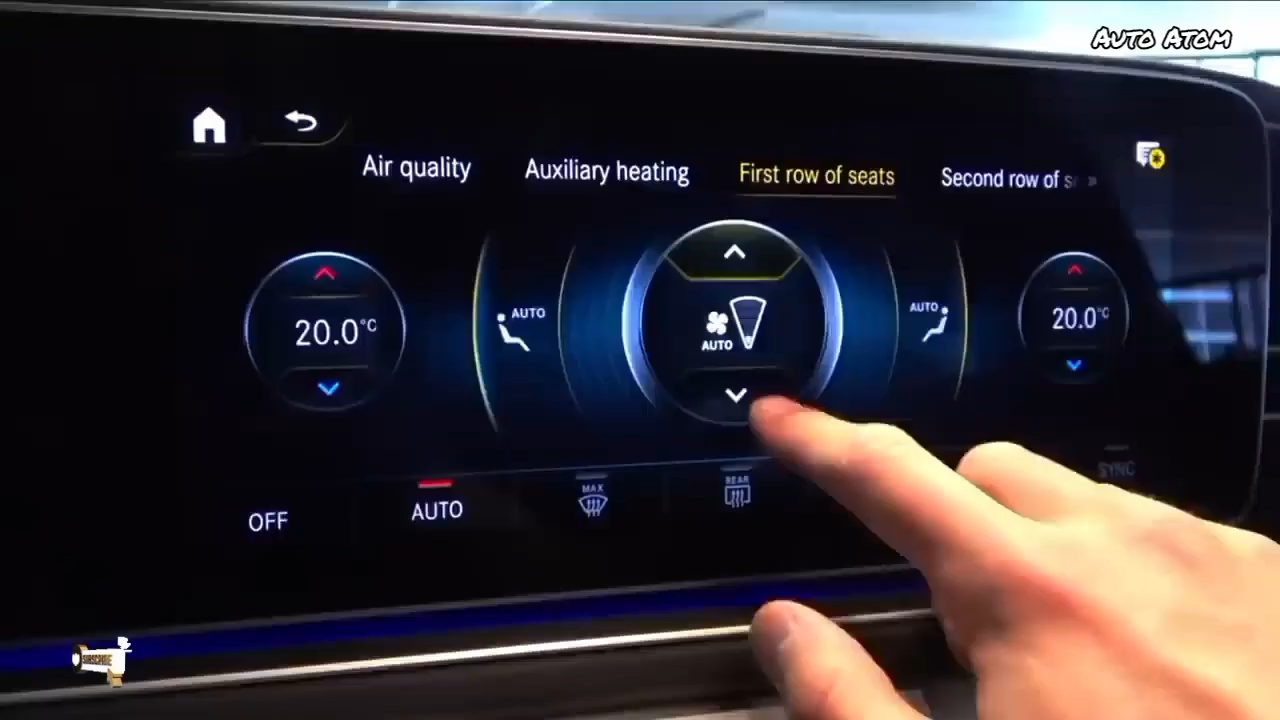 Auto Atom
Air quality
Auxiliary heating
First row of seats
Second row of s
20.0°C
AUTO
AUTO
AUTO
20.0°C
OFF
AUTO
MAX
REAR
SYNC
SUBSCRIBE